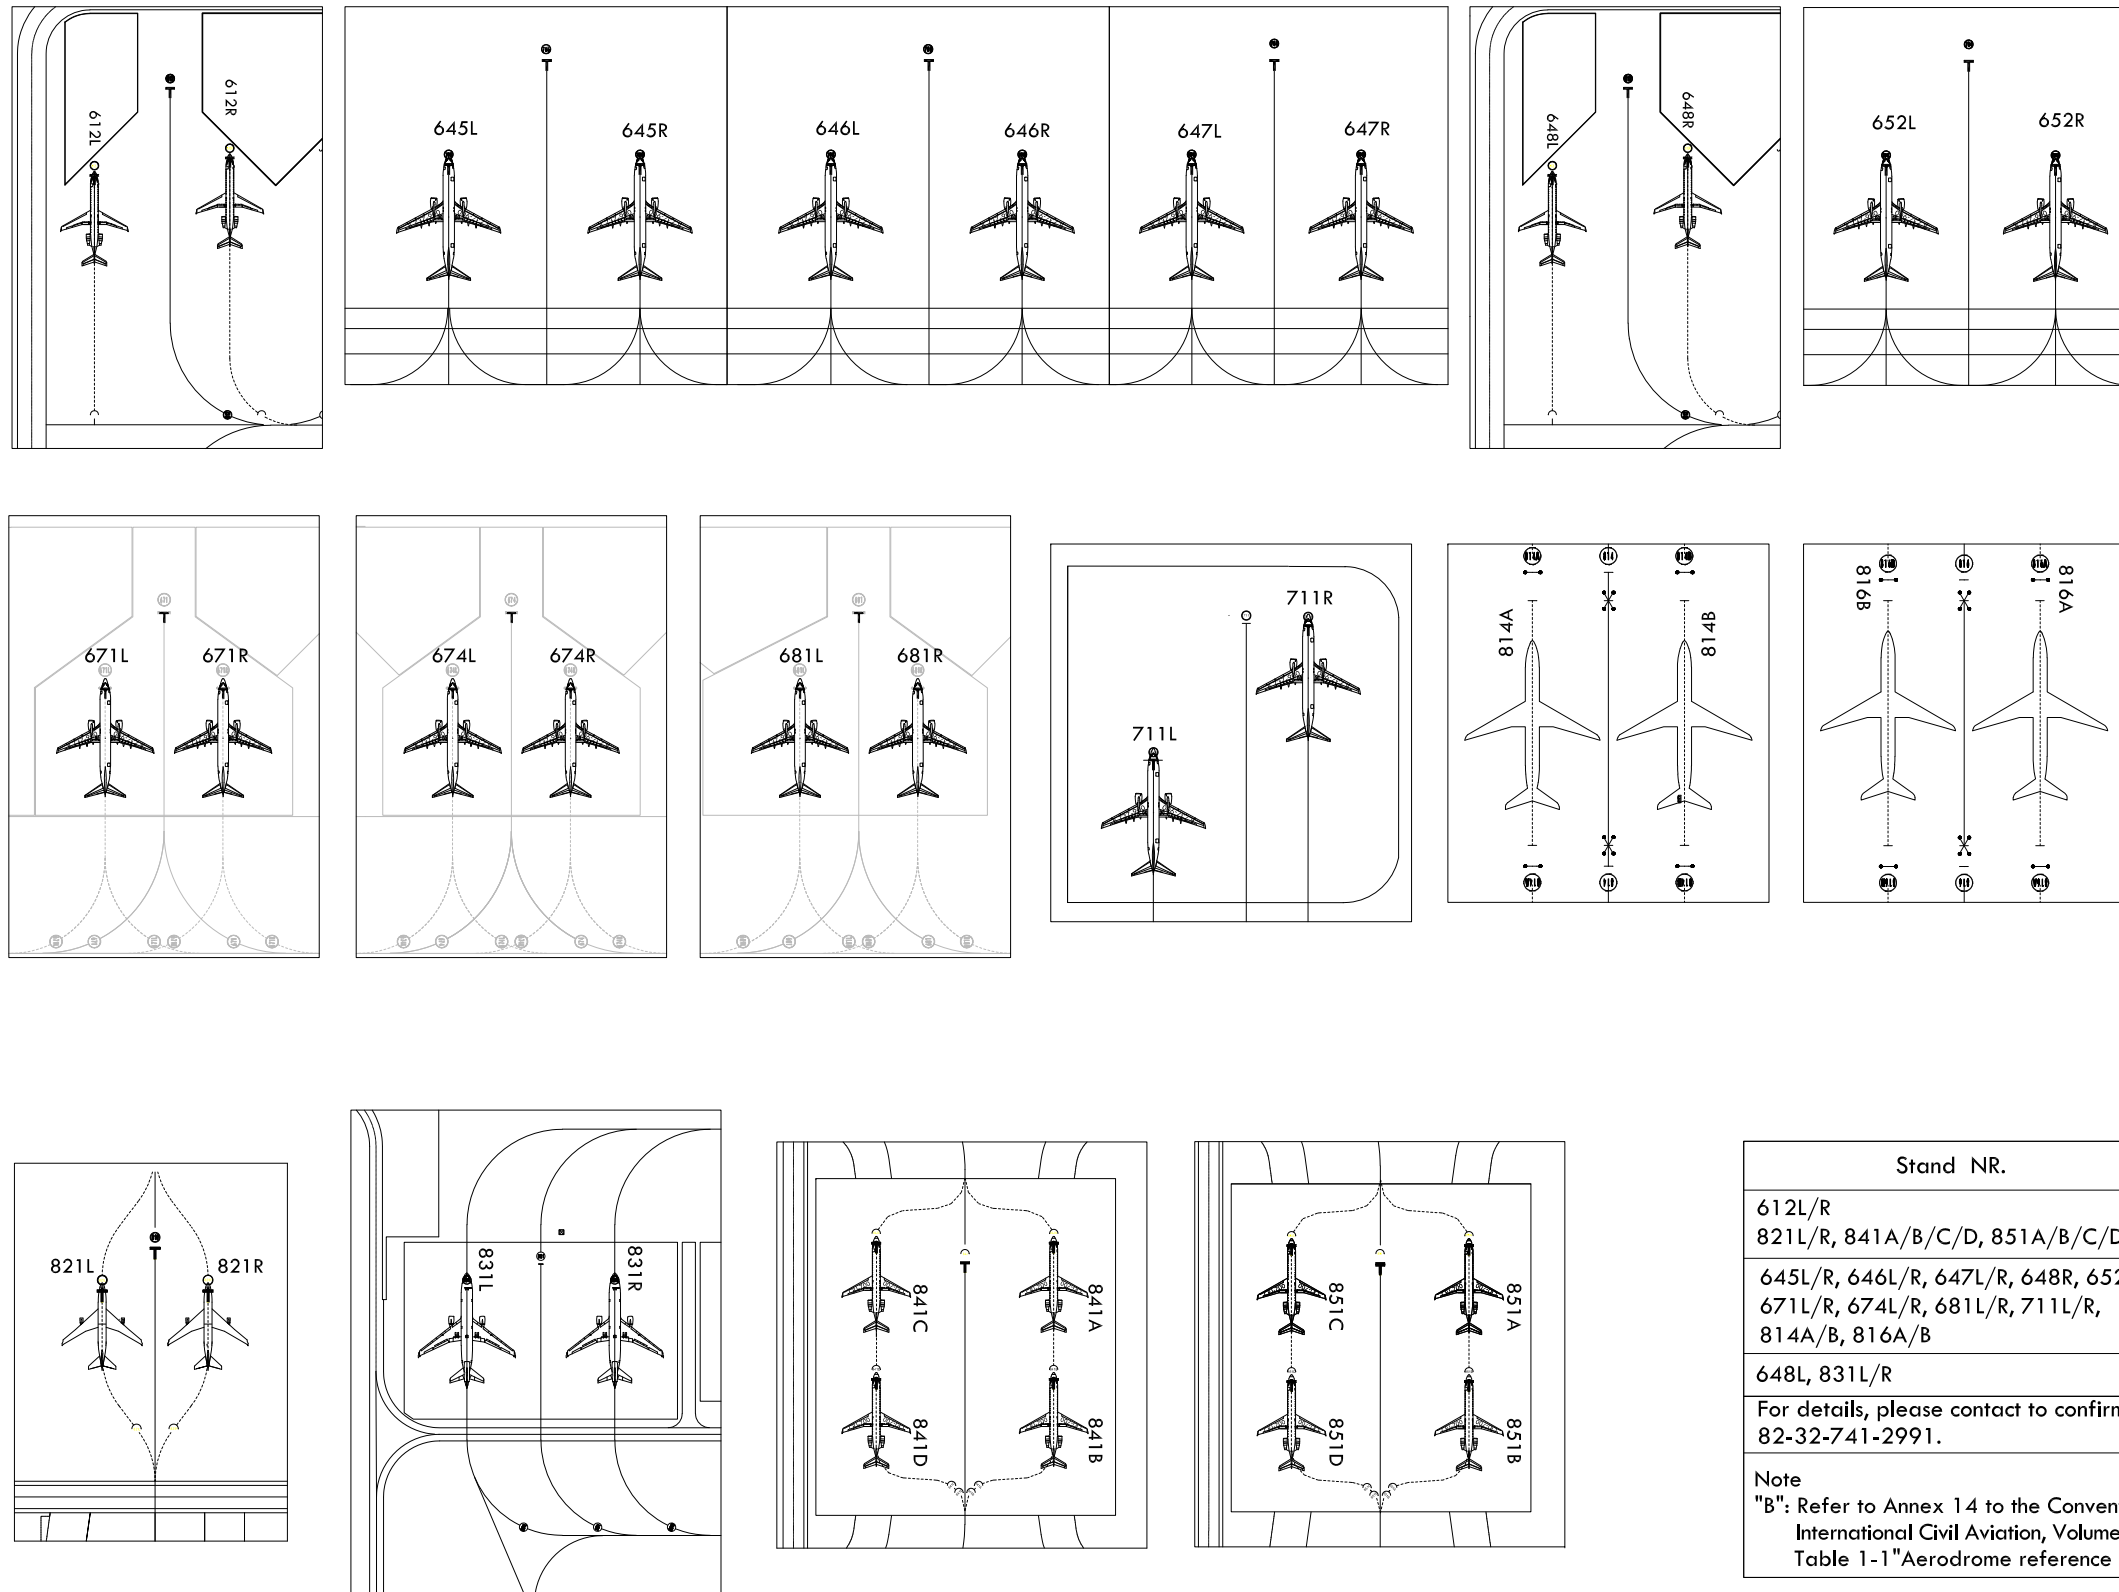 612L
612R
645L
645R
646L
646R
647L
647R
648L
648R
652L
652R
671L
671R
674L
674R
681L
681R
711L
711R
814A
814B
816B
816A
821L
821R
831L
831R
841C
841A
841D
841B
851C
851A
851D
851B
Stand NR.
612L/R
821L/R, 841A/B/C/D, 851A/B/C/D
645L/R, 646L/R, 647L/R, 648R, 652
671L/R, 674L/R, 681L/R, 711L/R,
814A/B, 816A/B
648L, 831L/R
For details, please contact to confirm
82-32-741-2991.
Note
"B": Refer to Annex 14 to the
International Civil Aviation, Volume
Table 1-1"Aerodrome reference